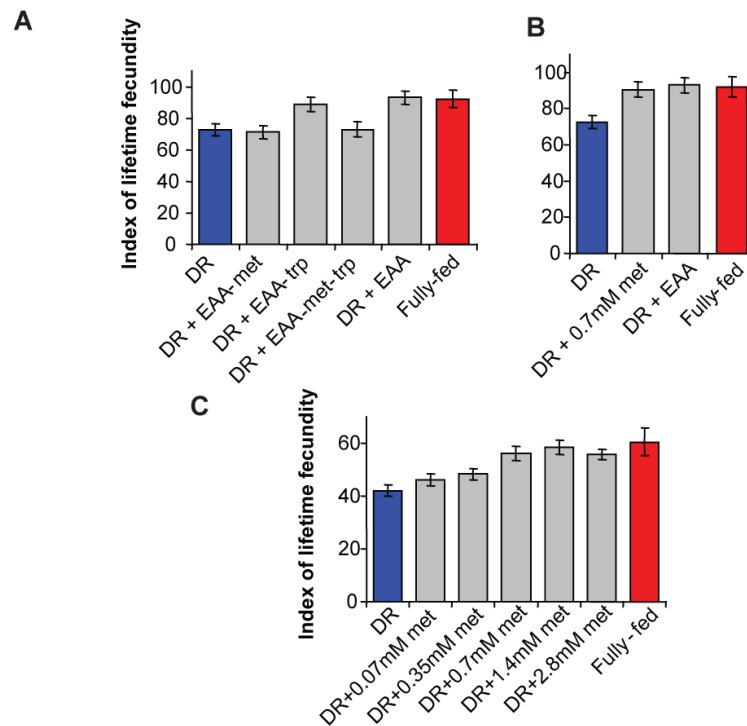 A
Index of lifetime fecundity
100
80
60
40
20
0
DR
DR + EAA-met
DR + EAA-trp
DR + EAA-met-trp
DR + EAA
Fully-fed
B
100
80
60
40
20
0
DR
DR + 0.7mM met
DR + EAA
Fully-fed
C
Index of lifetime fecundity
60
40
20
0
DR
DR+0.07mM met
DR+0.35mM met
DR+0.7mM met
DR+1.4mM met
DR+2.8mM met
Fully- fed